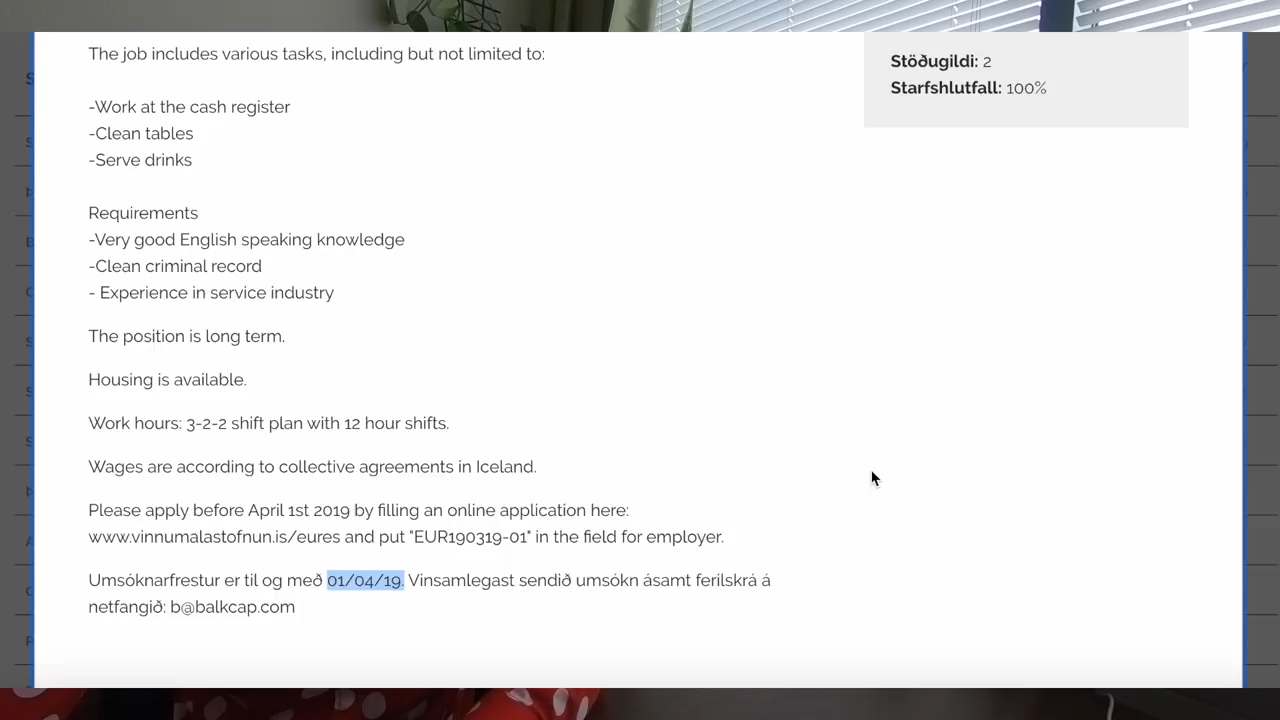 The job includes various tasks, including but not limited to:
-Work at the cash register
-Clean tables
-Serve drinks
Requirements
-Very good English speaking knowledge
-Clean criminal record
- Experience in service industry
The position is long term.
Housing is available.
Work hours: 3-2-2 shift plan with 12 hour shifts.
Wages are according to collective agreements in Iceland.
Please apply before April 1st 2019 by filling an online application here:
www.vinnumalastofnun.is/eures and put "EUR190319-01" in the field for employer.
Umsóknarfrestur er til og með 01/04/19. Vinsamlegast sendið umsókn ásamt ferilskrá á
netfangið: b@balkcap.com
Stöðugildi: 2
Starfshlutfall: 100%